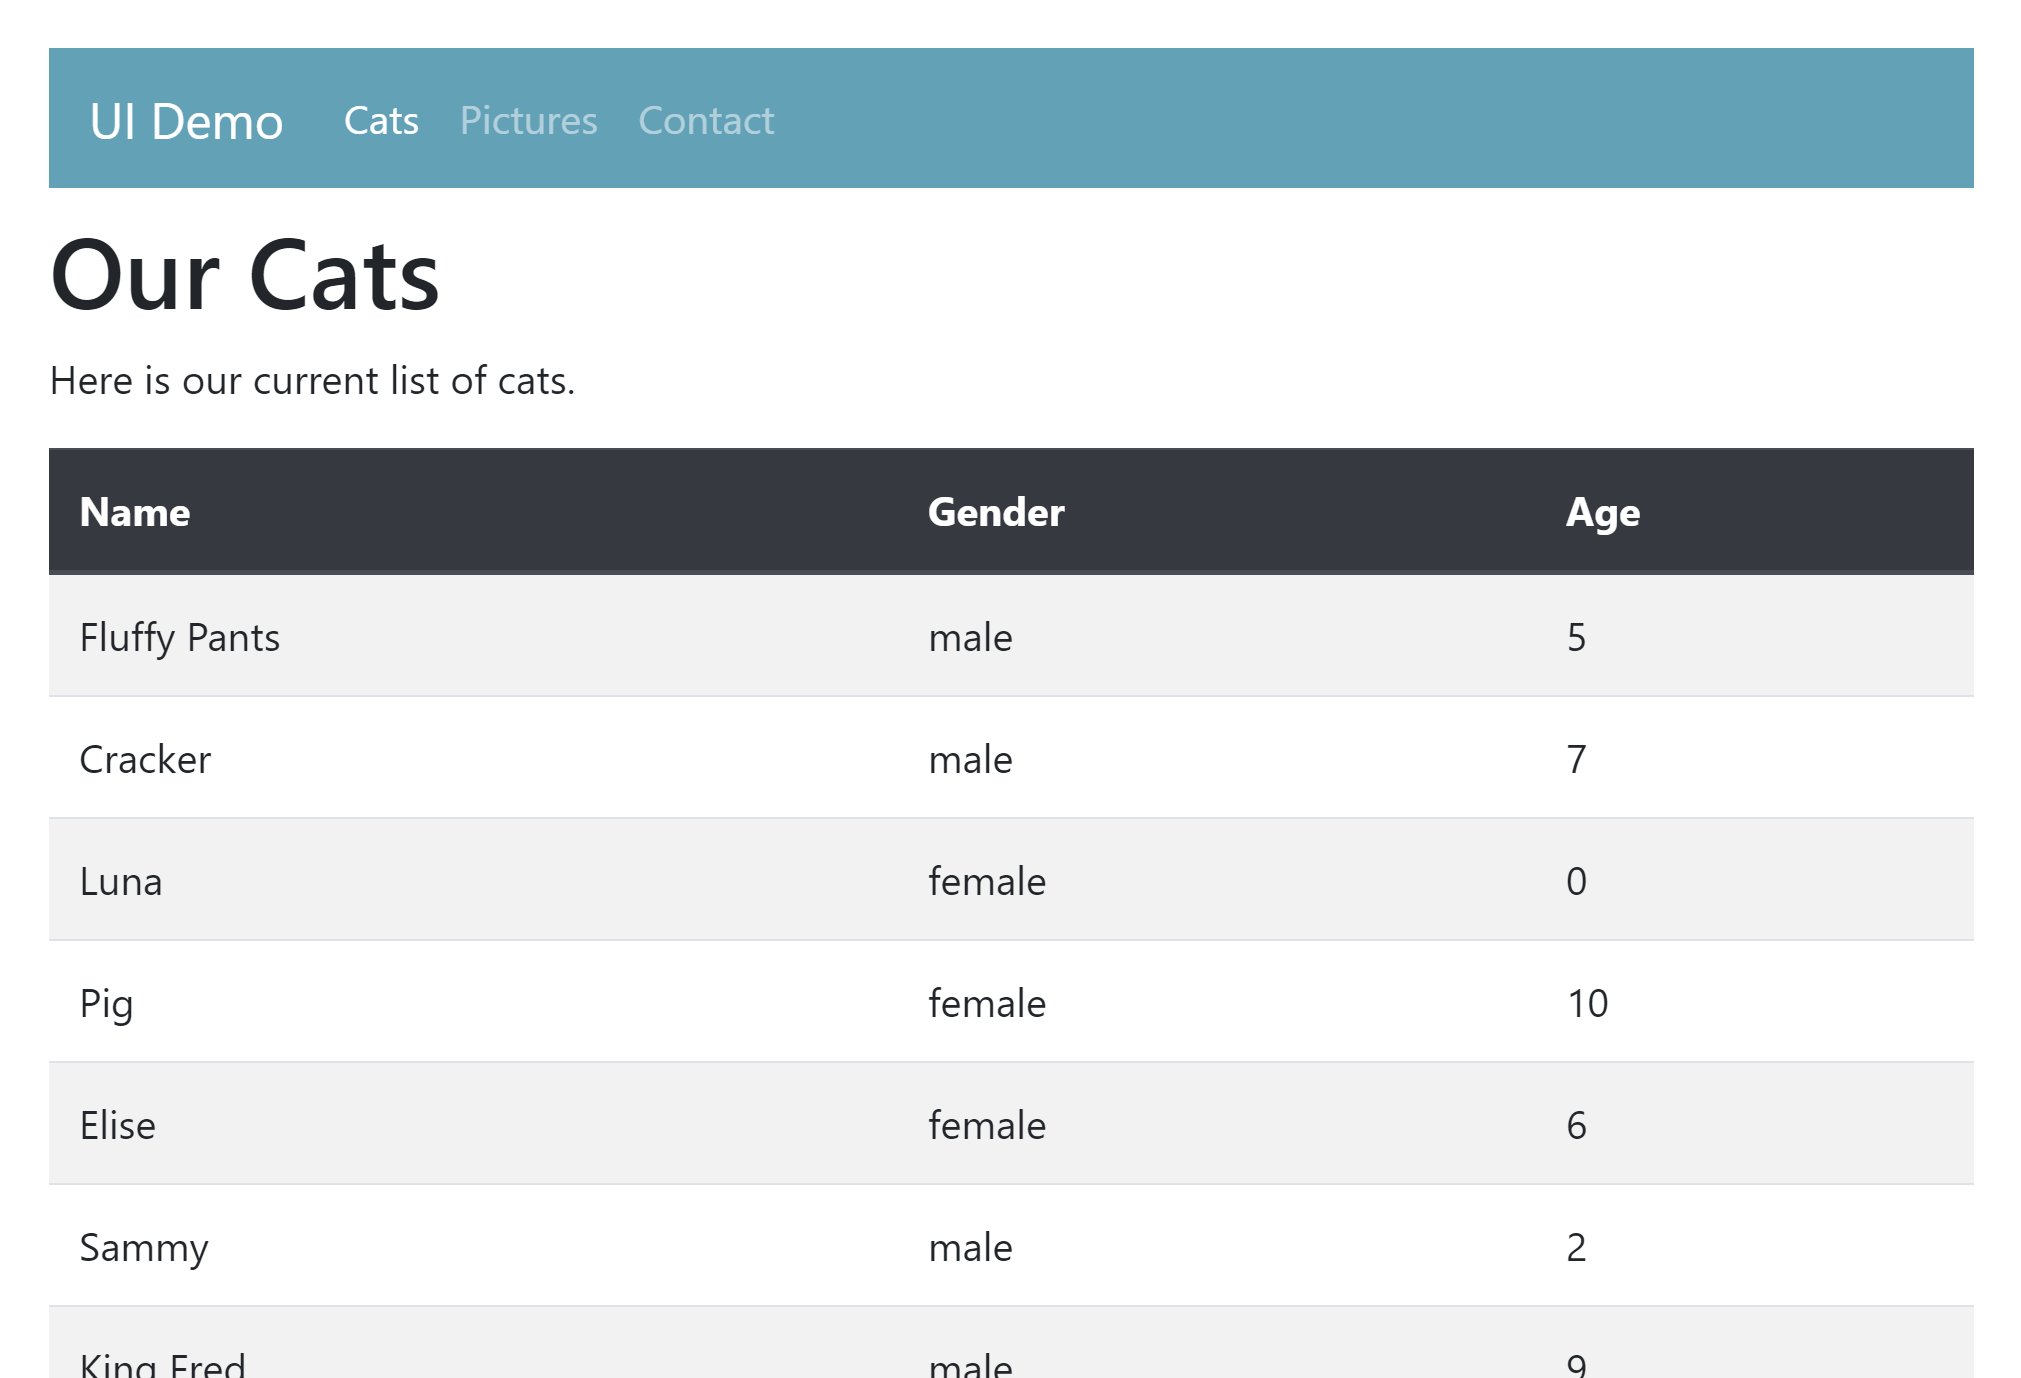 UI Demo Cats Pictures Contact
Our Cats
Here is our current list of cats.
Name Gender Age
Fluffy Pants male 5
Cracker male 7
Luna female 0
Pig female 10
Elise female 6
Sammy male 2
King Fred male 9